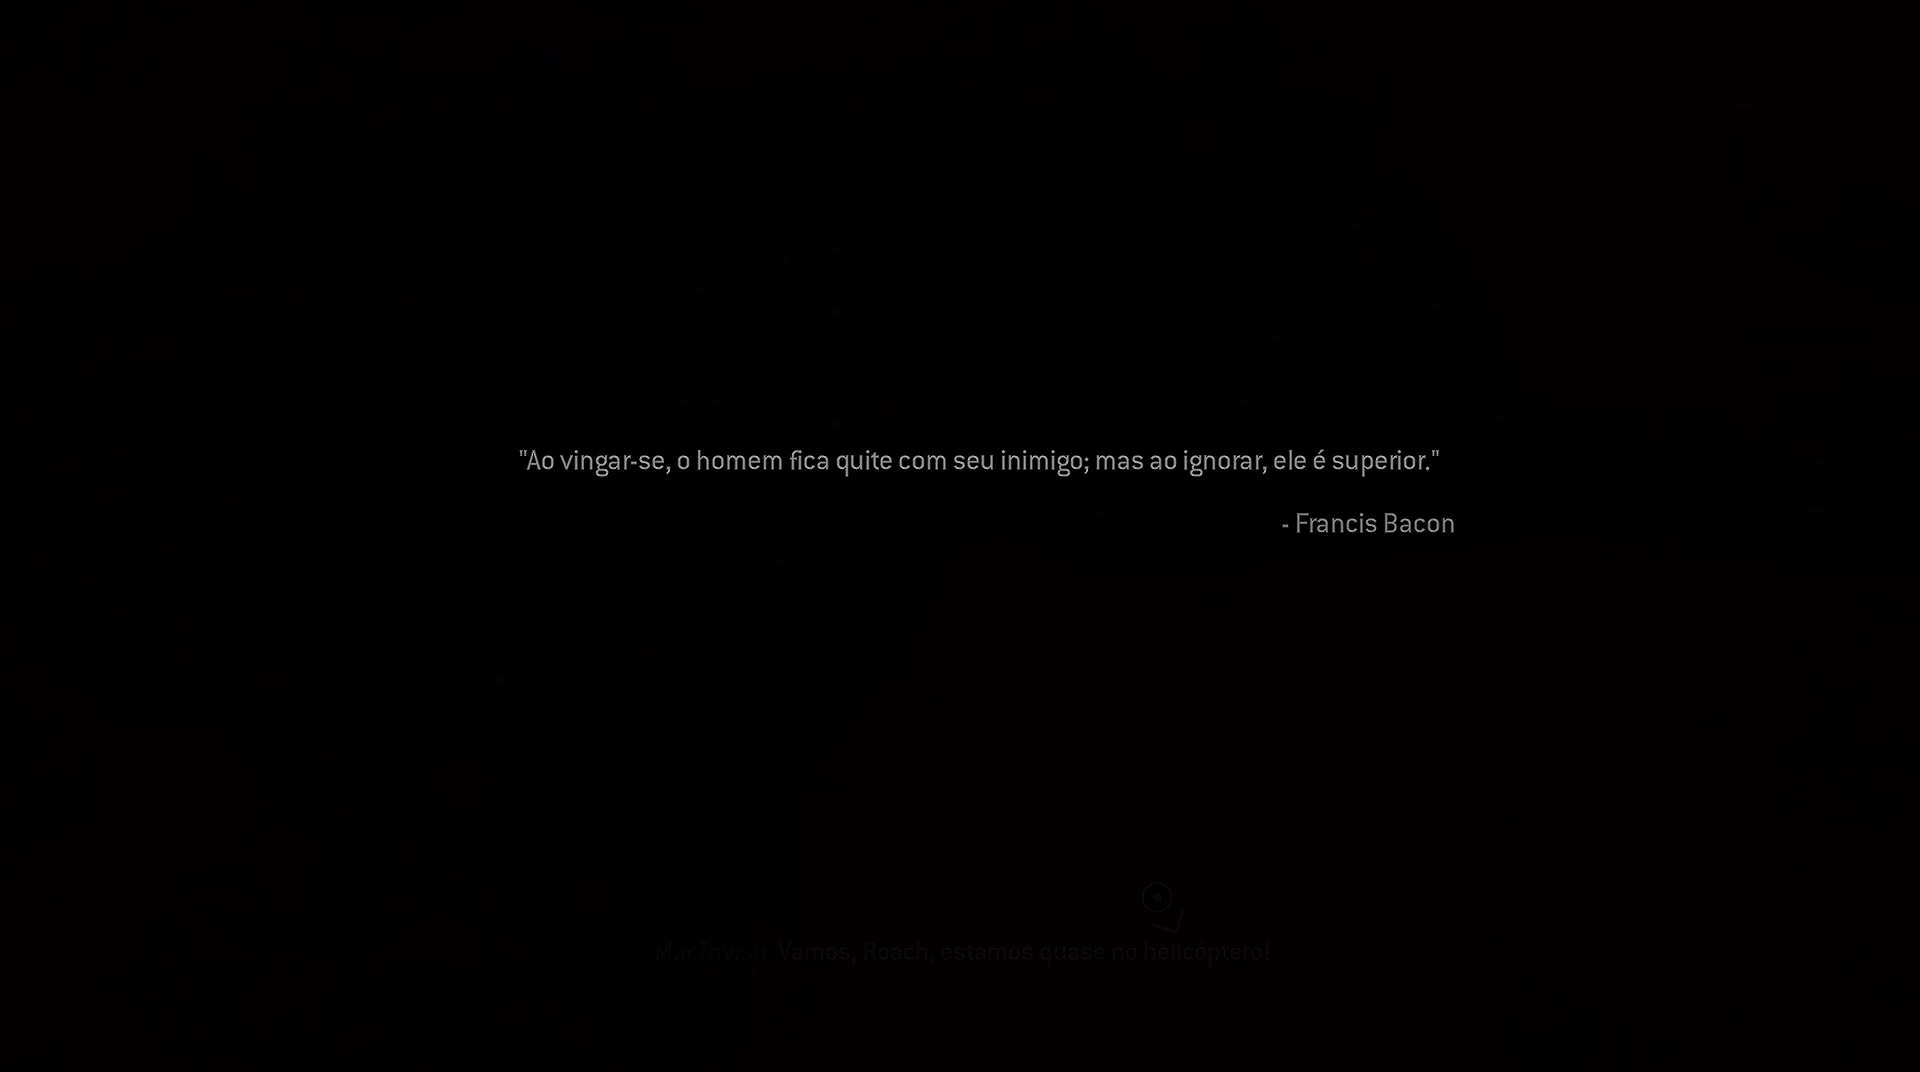 "Ao vingar-se, o homem fica quite com seu inimigo; mas ao ignorar, ele é superior."
- Francis Bacon
MacTavish: Vamos, Roach, estamos quase no helicóptero!